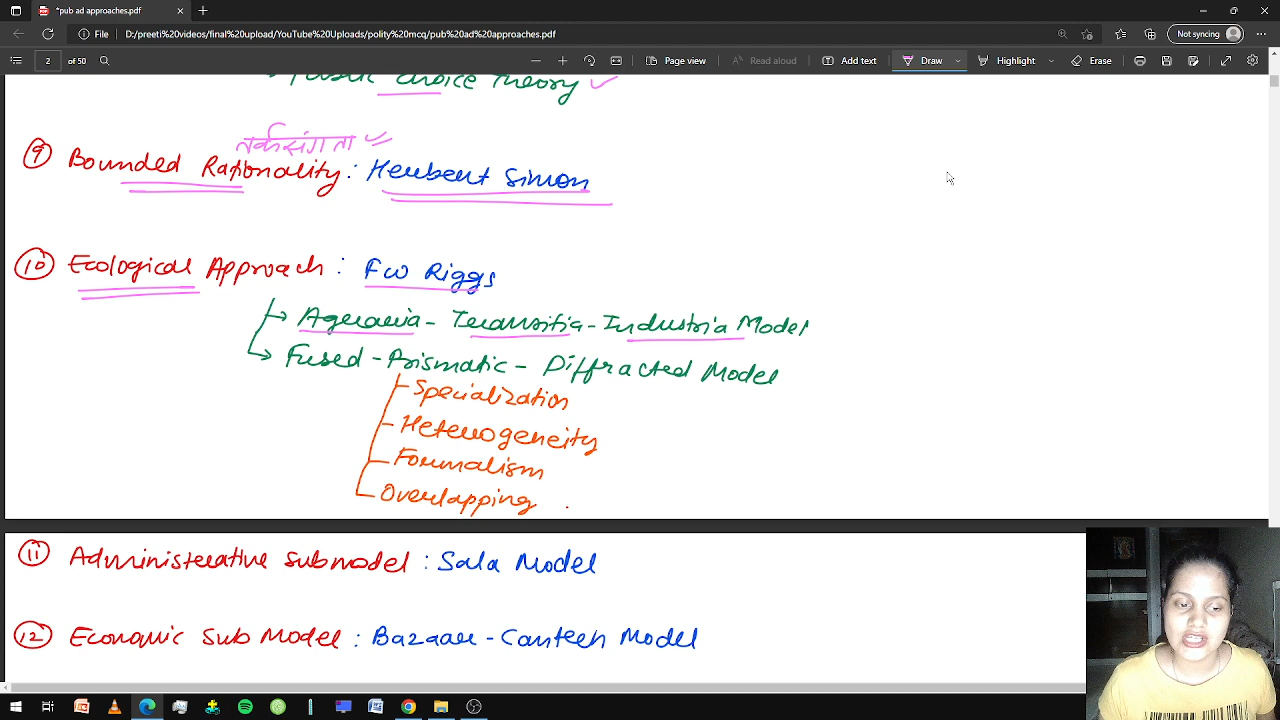 *pub ad approaches.pdf
File D:/preeti%20videos/final%20upload/YouTube%20Uploads/polity%20mcq/pub%20ad%20approaches.pdf
Not syncing
2 of 50
Page view
Read aloud
Add text
Draw
Highlight
Erase
Public choice theory
तर्कसंगतता
9 Bounded Rationality : Herbert Simon
10 Ecological Approach : FW Riggs
Agraria - Transitia - Industria Model
Fused - Prismatic - Diffracted Model
Specialization
Heterogeneity
Formalism
Overlapping
11 Administrative Submodel : Sala Model
12 Economic Sub Model : Bazaar - Canteen Model